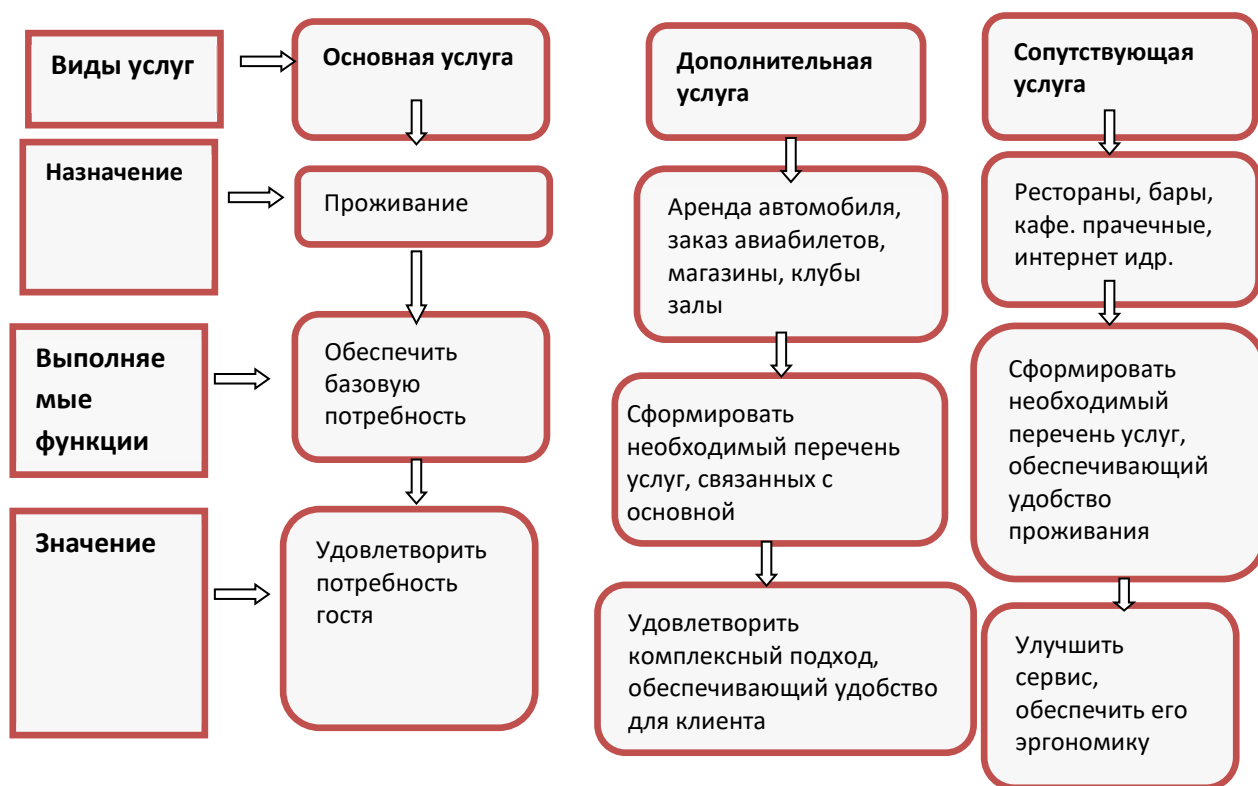 Виды услуг
Основная услуга
Дополнительная
услуга
Сопутствующая
услуга
Назначение
Проживание
Аренда автомобиля,
заказ авиабилетов,
магазины, клубы
залы
Рестораны, бары,
кафе. прачечные,
интернет идр.
Выполняе
мые
функции
Обеспечить
базовую
потребность
Сформировать
необходимый перечень
услуг, связанных с
основной
Сформировать
необходимый
перечень услуг,
обеспечивающий
удобство
проживания
Значение
Удовлетворить
потребность
гостя
Удовлетворить
комплексный подход,
обеспечивающий удобство
для клиента
Улучшить
сервис,
обеспечить его
эргономику